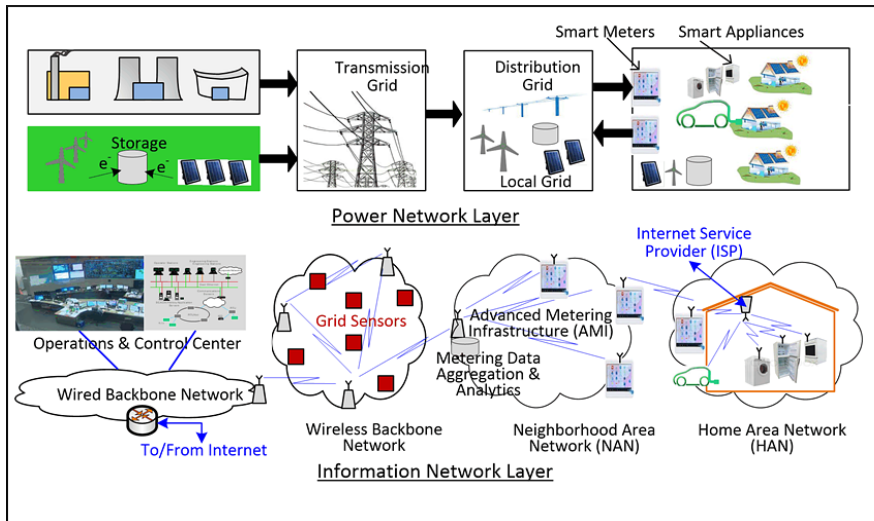 Smart Meters
Smart Appliances
Transmission
Grid
Distribution
Grid
Storage
e-
e-
Local Grid
Power Network Layer
Internet Service
Provider (ISP)
Grid Sensors
Advanced Metering
Infrastructure (AMI)
Operations & Control Center
Metering Data
Aggregation &
Analytics
Wired Backbone Network
Wireless Backbone
Network
Neighborhood Area
Network (NAN)
Home Area Network
(HAN)
To/From Internet
Information Network Layer